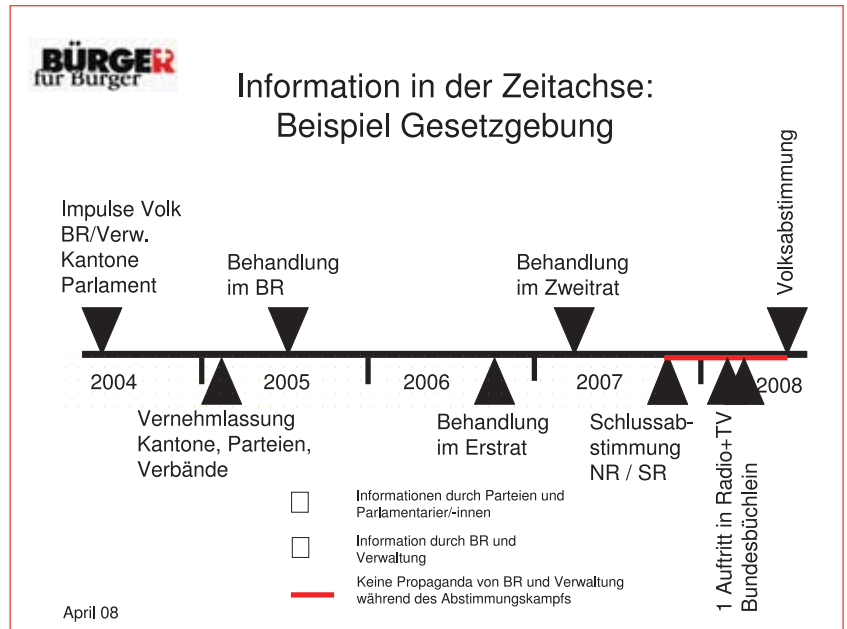 BÜRGER
für Bürger
Information in der Zeitachse:
Beispiel Gesetzgebung
Impulse Volk
BR/Verw.
Kantone
Parlament
Behandlung
im BR
Behandlung
im Zweitrat
Volksabstimmung
2004
2005
2006
2007
2008
Vernehmlassung
Kantone, Parteien,
Verbände
Behandlung
im Erstrat
Schlussab-
stimmung
NR / SR
1 Auftritt in Radio+TV
Bundesbüchlein
Informationen durch Parteien und
Parlamentarier/-innen
Information durch BR und
Verwaltung
Keine Propaganda von BR und Verwaltung
während des Abstimmungskampfs
April 08